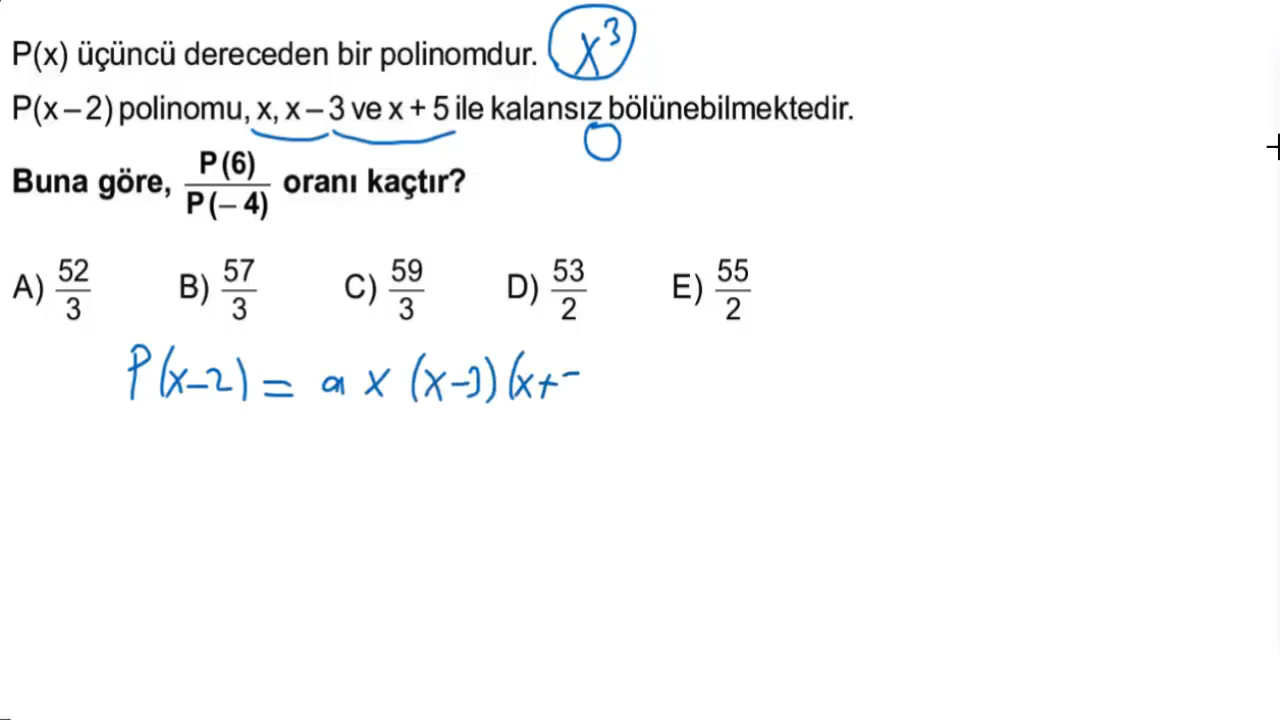 P(x) üçüncü dereceden bir polinomdur. x³
P(x – 2) polinomu, x, x – 3 ve x + 5 ile kalansız bölünebilmektedir.
0
Buna göre, P(6)/P(– 4) oranı kaçtır?
A) 52/3 B) 57/3 C) 59/3 D) 53/2 E) 55/2
P(x-2) = a x (x-3)(x+